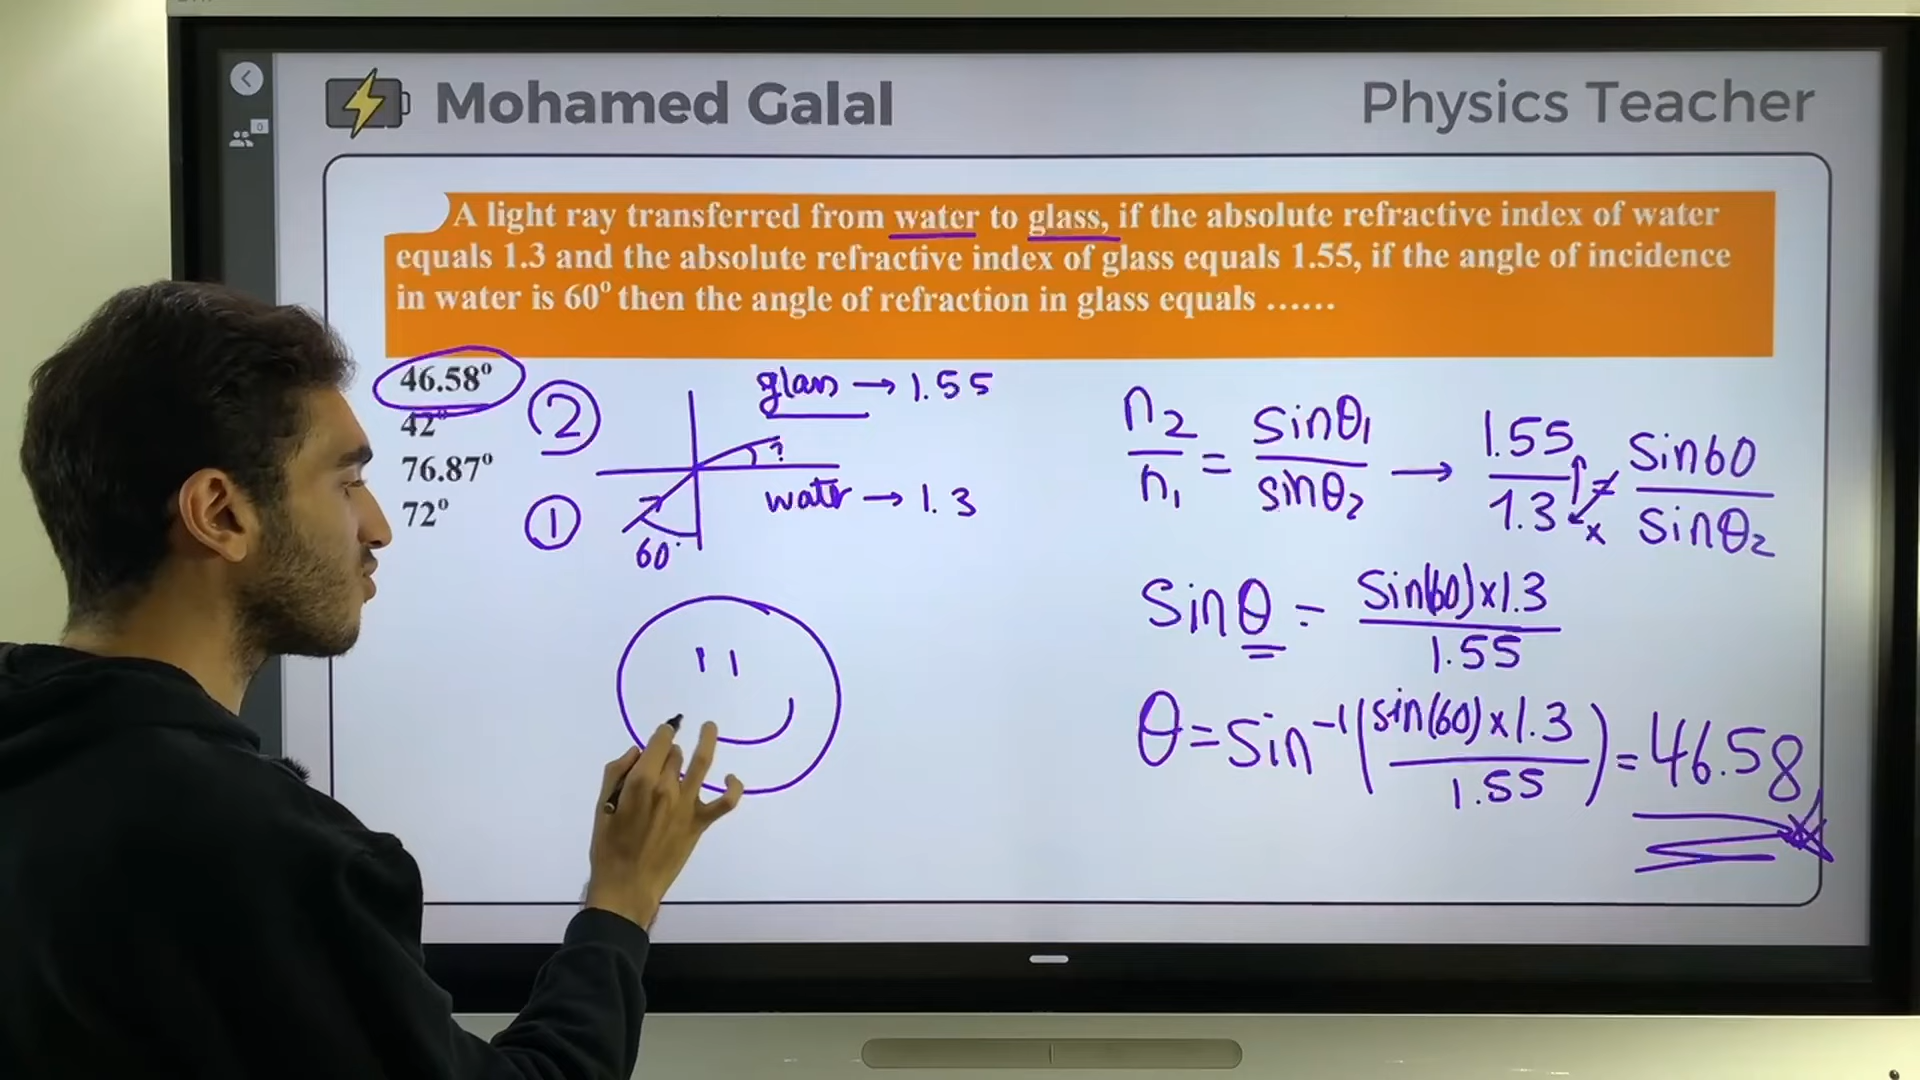 Mohamed Galal
Physics Teacher
0
A light ray transferred from water to glass, if the absolute refractive index of water
equals 1.3 and the absolute refractive index of glass equals 1.55, if the angle of incidence
in water is 60° then the angle of refraction in glass equals ......
46.58°
42°
76.87°
72°
② glass → 1.55
?
① water → 1.3
60°
n₂/n₁ = sinθ₁/sinθ₂ → 1.55/1.3 = sin60/sinθ₂
x
sinθ = sin(60)×1.3/1.55
θ = sin⁻¹(sin(60)×1.3/1.55) = 46.58